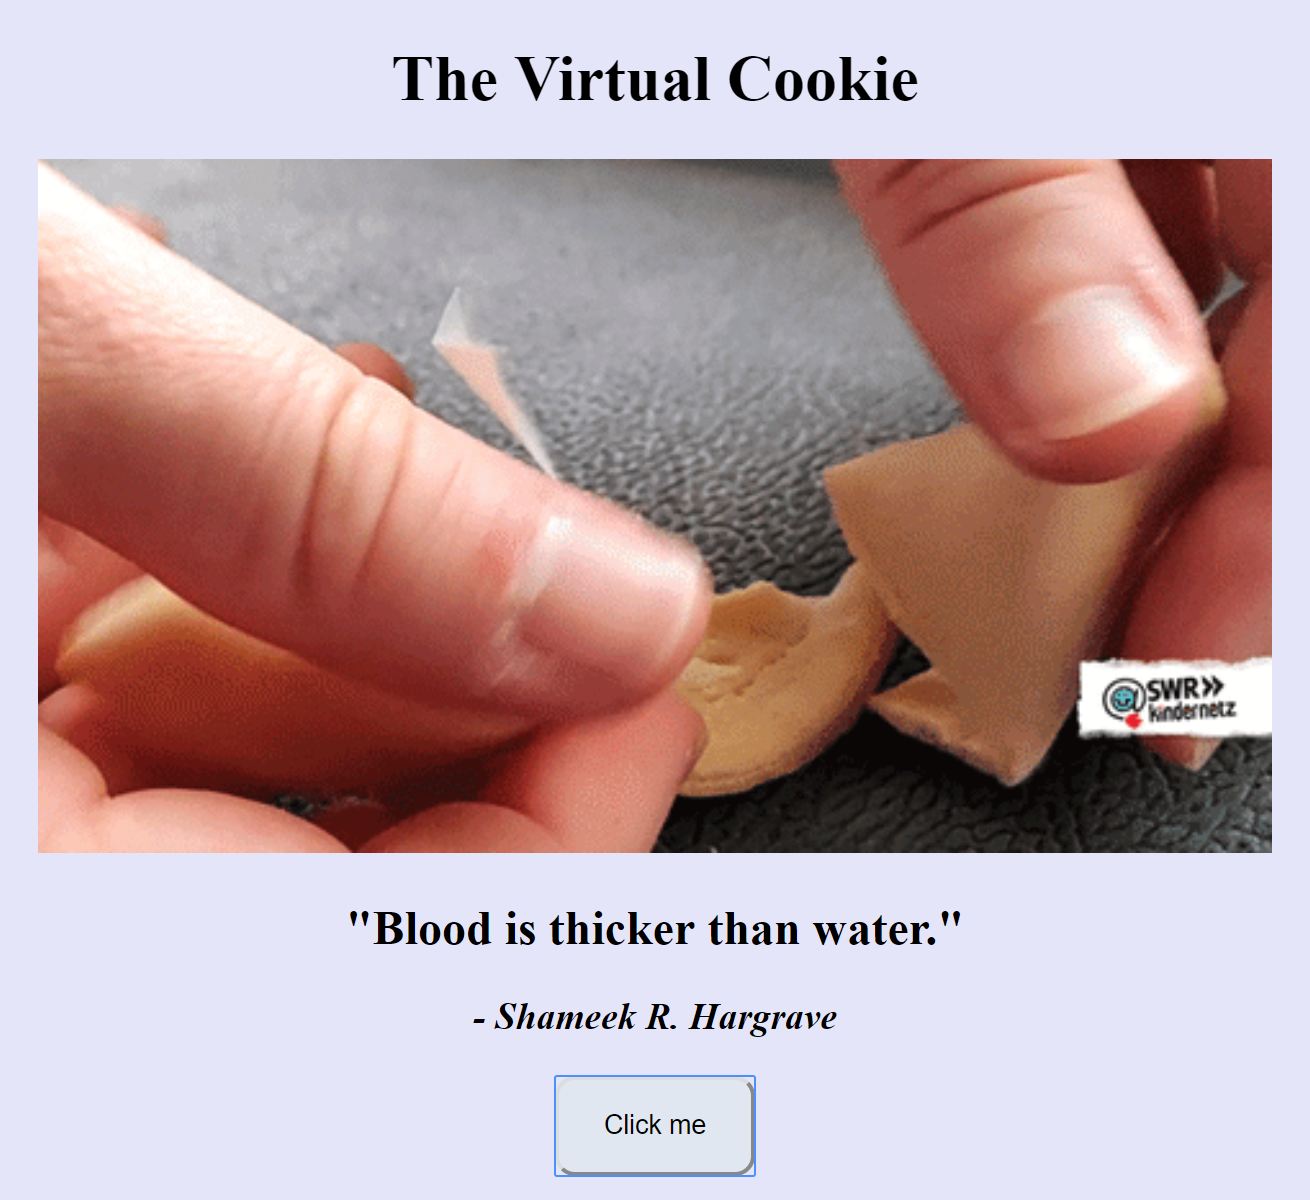 The Virtual Cookie
SWR»
kindernetz
"Blood is thicker than water."
- Shameek R. Hargrave
Click me